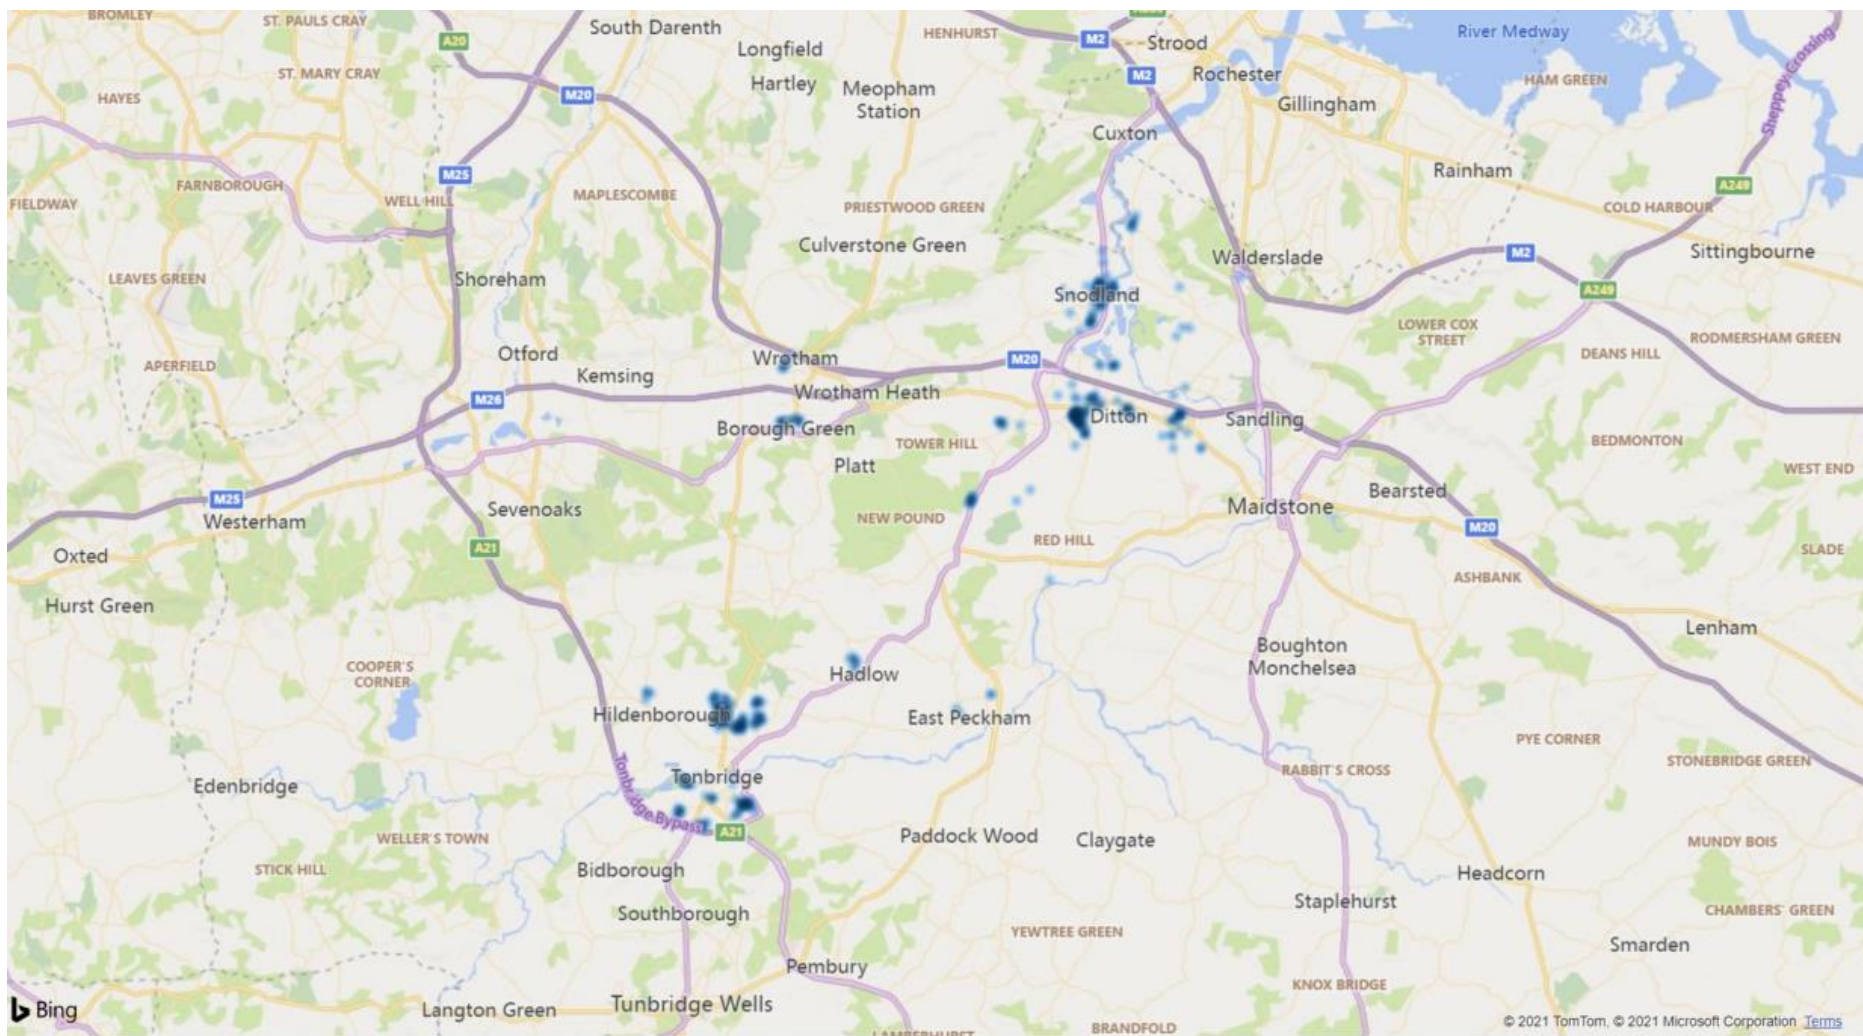 BROMLEY
ST. PAULS CRAY
South Darenth
Longfield
HENHURST
M2
Strood
River Medway
A20
ST. MARY CRAY
Hartley
Meopham
Station
M2
Rochester
HAM GREEN
HAYES
M20
Gillingham
Sheppey Crossing
Cuxton
M25
Rainham
FARNBOROUGH
WELL HILL
MAPLESCOMBE
A249
FIELDWAY
PRIESTWOOD GREEN
COLD HARBOUR
Culverstone Green
Walderslade
M2
Sittingbourne
LEAVES GREEN
Shoreham
Snodland
A249
LOWER COX
STREET
RODMERSHAM GREEN
Otford
Wrotham
M20
DEANS HILL
APERFIELD
Kemsing
Wrotham Heath
M26
Borough Green
Ditton
Sandling
TOWER HILL
BEDMONTON
Platt
WEST END
M25
Westerham
Sevenoaks
NEW POUND
Maidstone
Bearsted
M20
Oxted
A21
RED HILL
SLADE
ASHBANK
Hurst Green
Lenham
COOPER'S
CORNER
Hadlow
Boughton
Monchelsea
Hildenborough
East Peckham
PYE CORNER
Tonbridge
RABBIT'S CROSS
STONEBRIDGE GREEN
Edenbridge
Tonbridge Bypass
WELLER'S TOWN
A21
Paddock Wood
Claygate
MUNDY BOIS
STICK HILL
Bidborough
Headcorn
Southborough
Staplehurst
CHAMBERS' GREEN
YEWTREE GREEN
Smarden
Pembury
KNOX BRIDGE
Bing
Langton Green
Tunbridge Wells
LAMBERHURST
BRANDFOLD
© 2021 TomTom, © 2021 Microsoft Corporation Terms